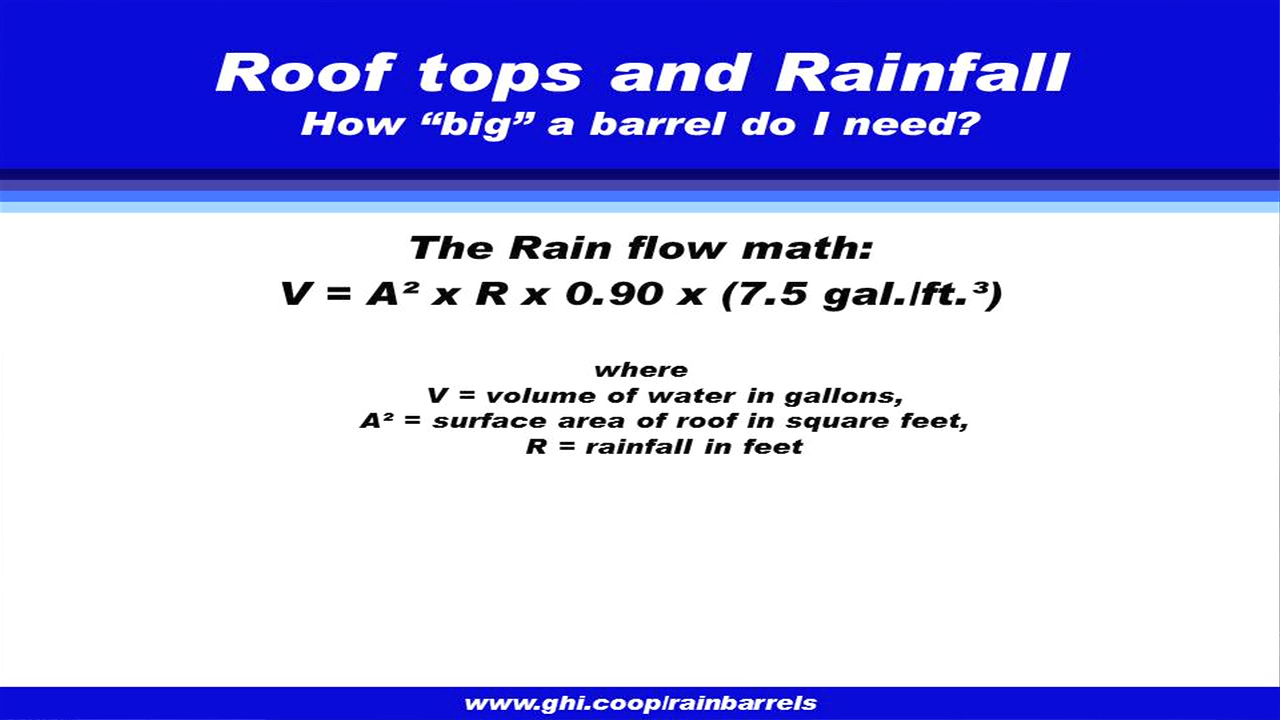 Roof tops and Rainfall
How “big” a barrel do I need?
The Rain flow math:
V = A² x R x 0.90 x (7.5 gal./ft.³)
where
V = volume of water in gallons,
A² = surface area of roof in square feet,
R = rainfall in feet
www.ghi.coop/rainbarrels